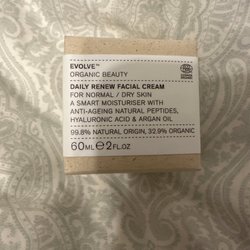 EVOLVE™
ORGANIC BEAUTY
DAILY RENEW FACIAL CREAM
FOR NORMAL / DRY SKIN
A SMART MOISTURISER WITH
ANTI-AGEING NATURAL PEPTIDES,
HYALURONIC ACID & ARGAN OIL
99.8% NATURAL ORIGIN, 32.9% ORGANIC
60ML ℮ 2FL.OZ